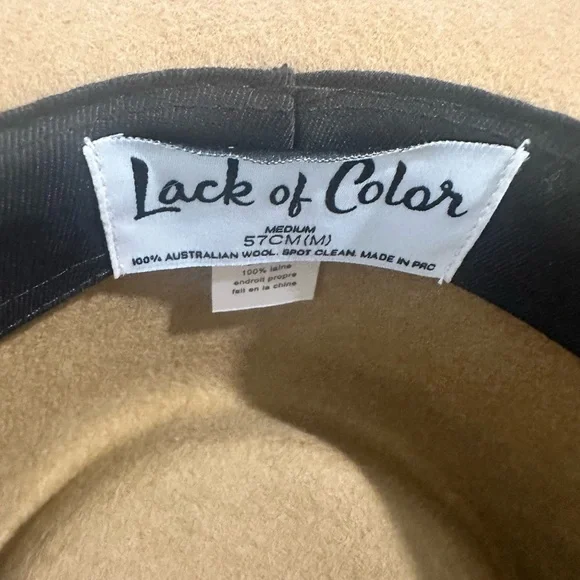 Lack of Color
MEDIUM
57CM(M)
100% AUSTRALIAN WOOL. SPOT CLEAN. MADE IN PRC
100% laine
endroit propre
fait en la chine